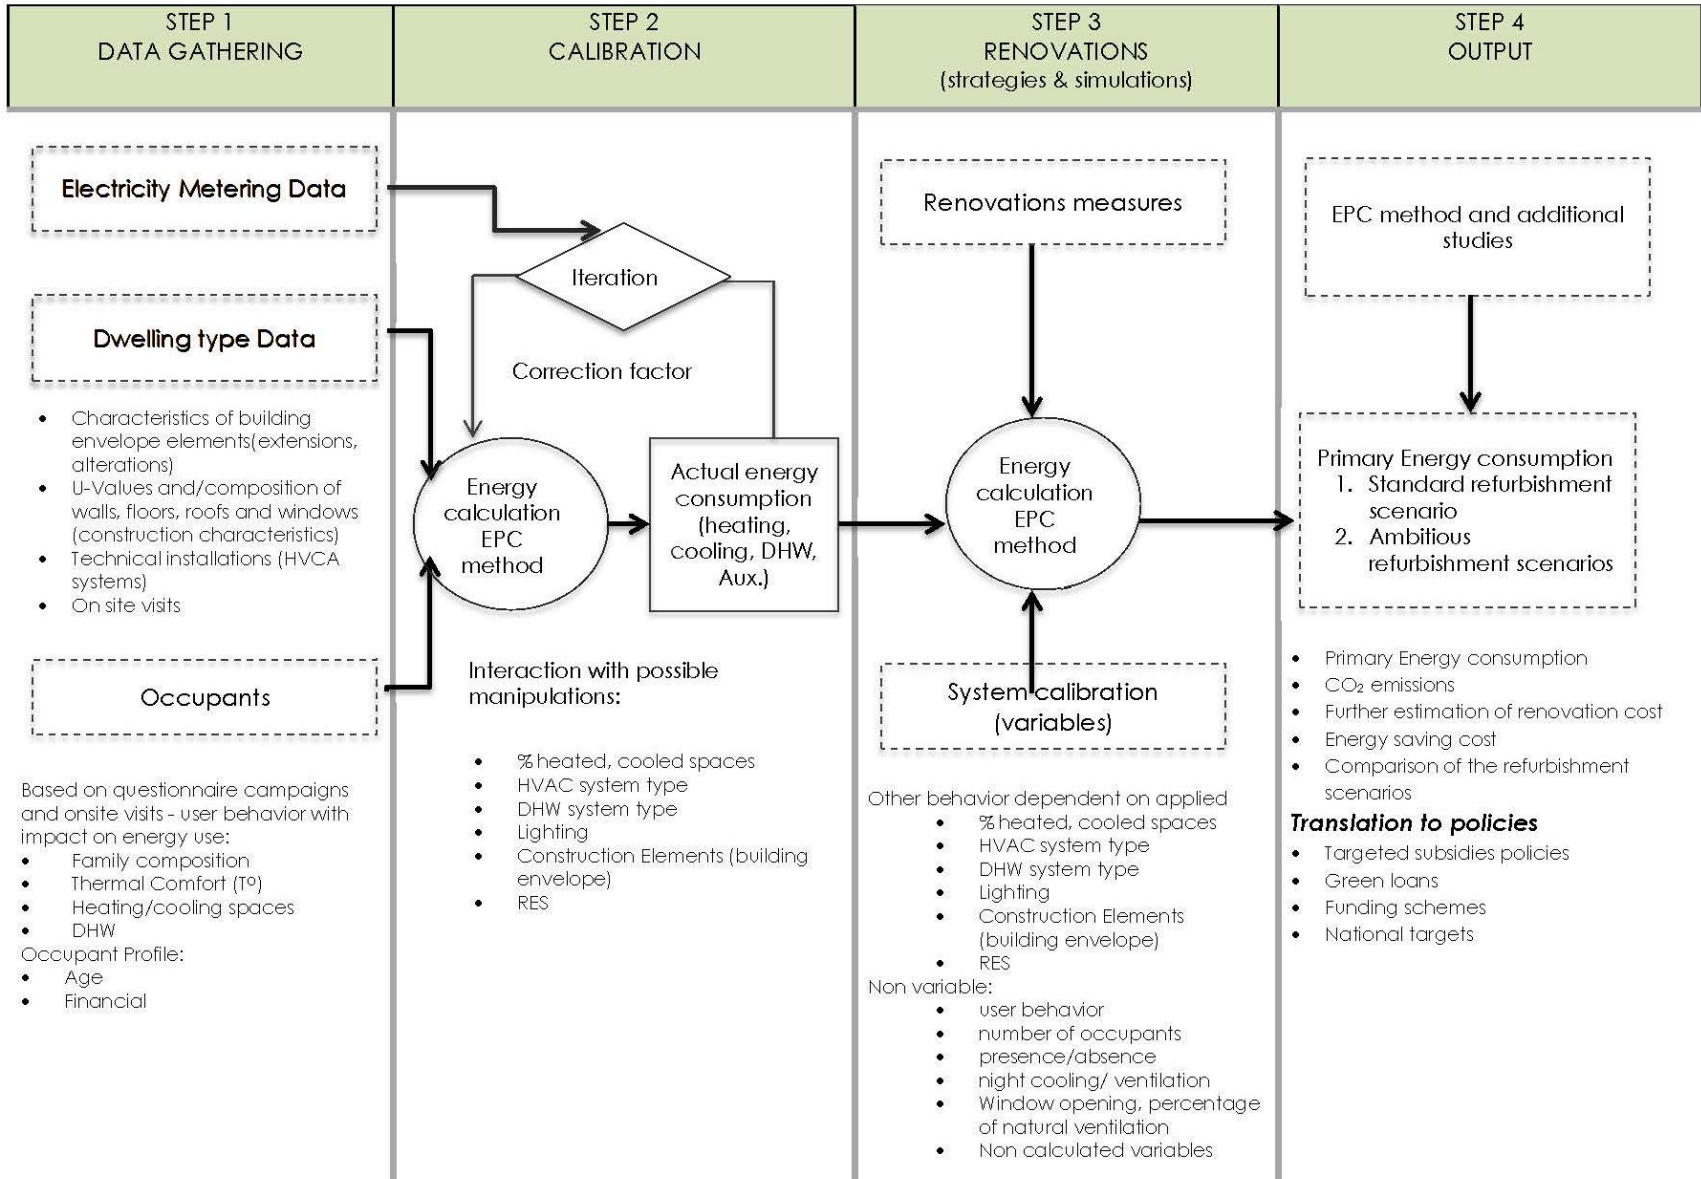 STEP 1
DATA GATHERING
STEP 2
CALIBRATION
STEP 3
RENOVATIONS
(strategies & simulations)
STEP 4
OUTPUT
Electricity Metering Data
Dwelling type Data
• Characteristics of building
envelope elements(extensions,
alterations)
• U-Values and/composition of
walls, floors, roofs and windows
(construction characteristics)
• Technical installations (HVCA
systems)
• On site visits
Occupants
Based on questionnaire campaigns
and onsite visits - user behavior with
impact on energy use:
• Family composition
• Thermal Comfort (Tº)
• Heating/cooling spaces
• DHW
Occupant Profile:
• Age
• Financial
Iteration
Correction factor
Energy
calculation
EPC
method
Actual energy
consumption
(heating,
cooling, DHW,
Aux.)
Interaction with possible
manipulations:
• % heated, cooled spaces
• HVAC system type
• DHW system type
• Lighting
• Construction Elements (building
envelope)
• RES
Renovations measures
Energy
calculation
EPC
method
System calibration
(variables)
Other behavior dependent on applied
• % heated, cooled spaces
• HVAC system type
• DHW system type
• Lighting
• Construction Elements
(building envelope)
• RES
Non variable:
• user behavior
• number of occupants
• presence/absence
• night cooling/ ventilation
• Window opening, percentage
of natural ventilation
• Non calculated variables
EPC method and additional
studies
Primary Energy consumption
1. Standard refurbishment
scenario
2. Ambitious
refurbishment scenarios
• Primary Energy consumption
• CO₂ emissions
• Further estimation of renovation cost
• Energy saving cost
• Comparison of the refurbishment
scenarios
Translation to policies
• Targeted subsidies policies
• Green loans
• Funding schemes
• National targets